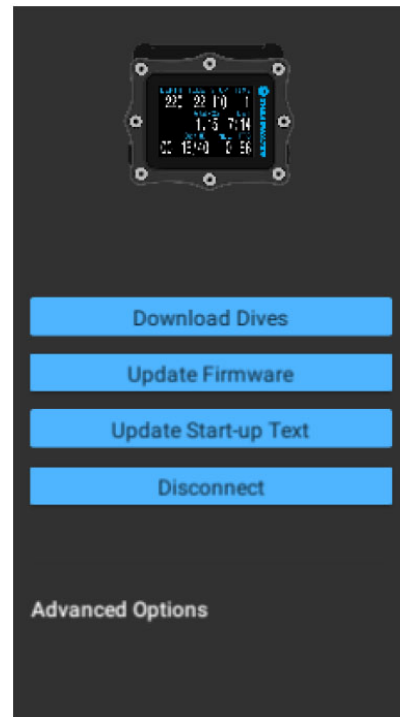 Download Dives
Update Firmware
Update Start-up Text
Disconnect
Advanced Options